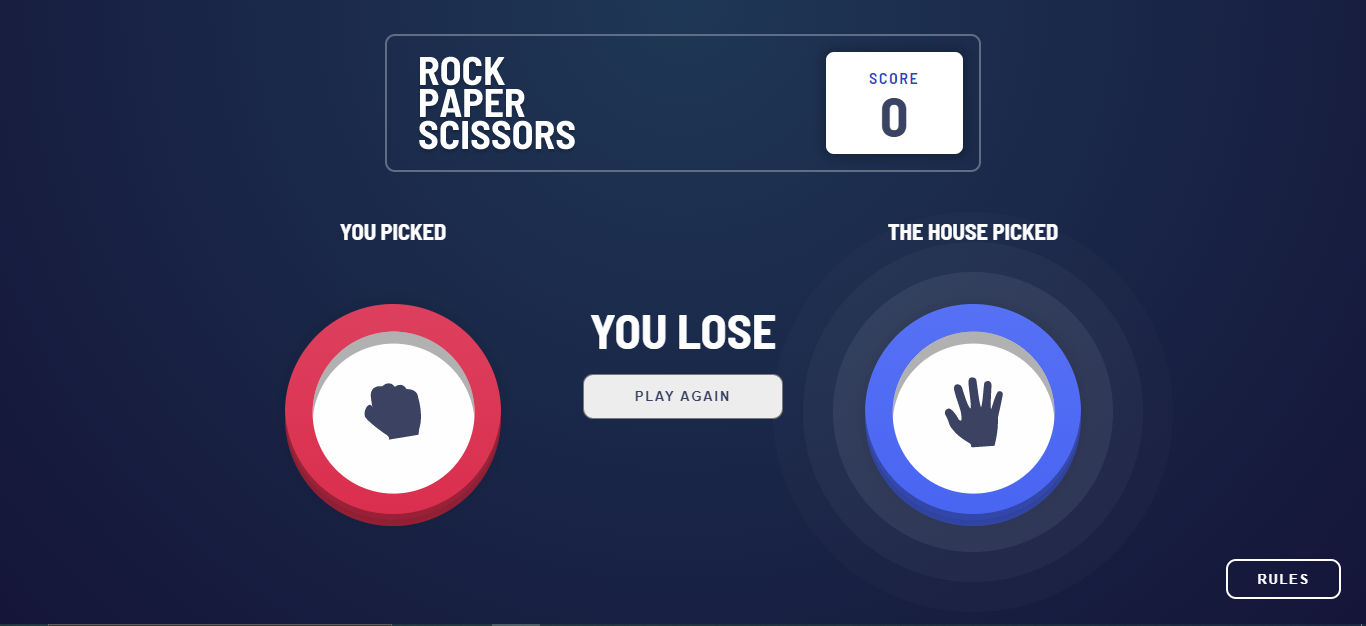 ROCK
PAPER
SCISSORS
SCORE
0
YOU PICKED
THE HOUSE PICKED
YOU LOSE
PLAY AGAIN
RULES